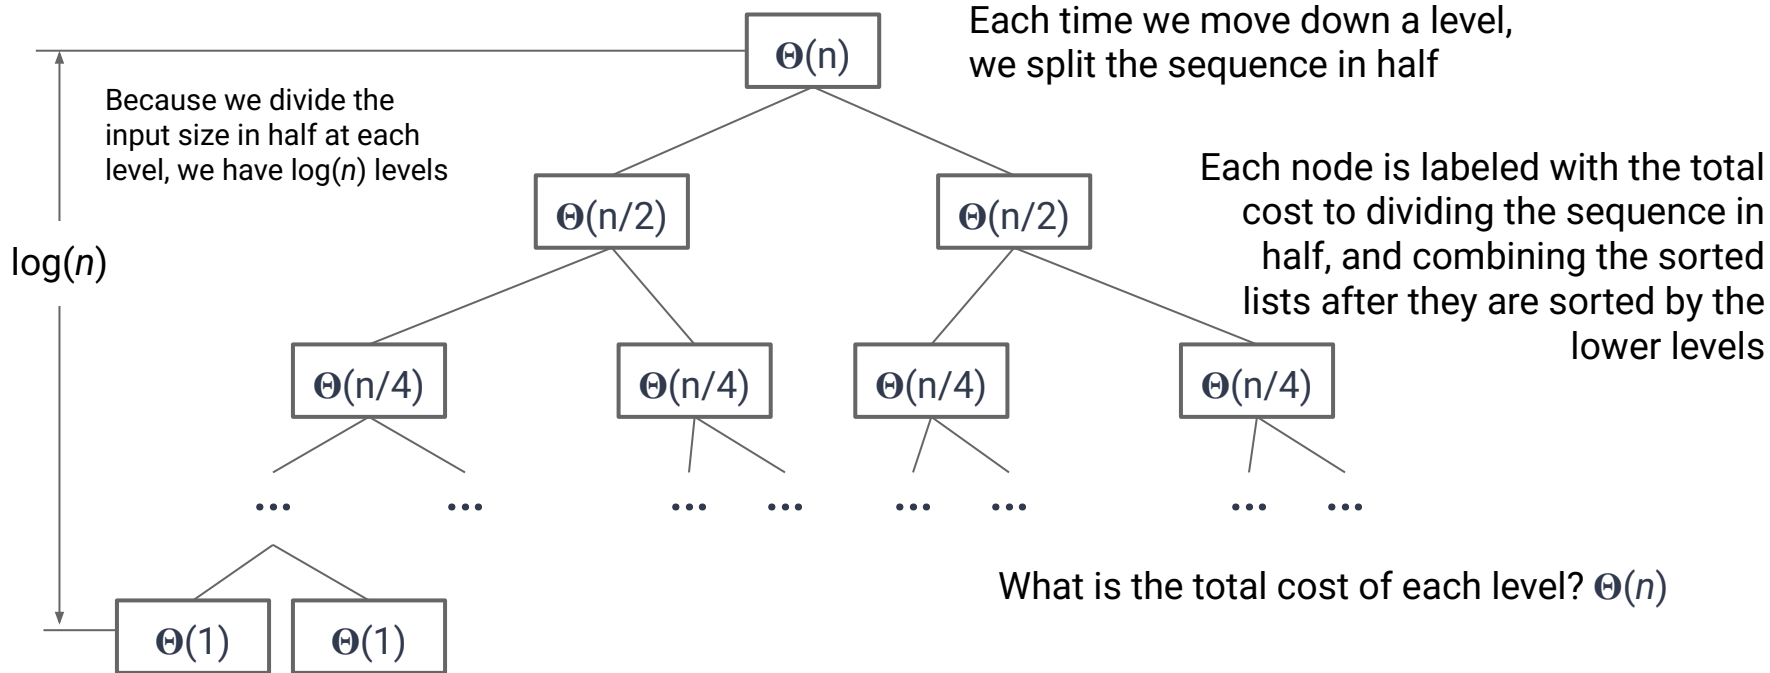 Each time we move down a level,
we split the sequence in half
Θ(n)
Because we divide the
input size in half at each
level, we have log(n) levels
Each node is labeled with the total
cost to dividing the sequence in
half, and combining the sorted
lists after they are sorted by the
lower levels
Θ(n/2)
Θ(n/2)
log(n)
Θ(n/4)
Θ(n/4)
Θ(n/4)
Θ(n/4)
... ... ... ... ... ... ... ...
What is the total cost of each level? Θ(n)
Θ(1)
Θ(1)